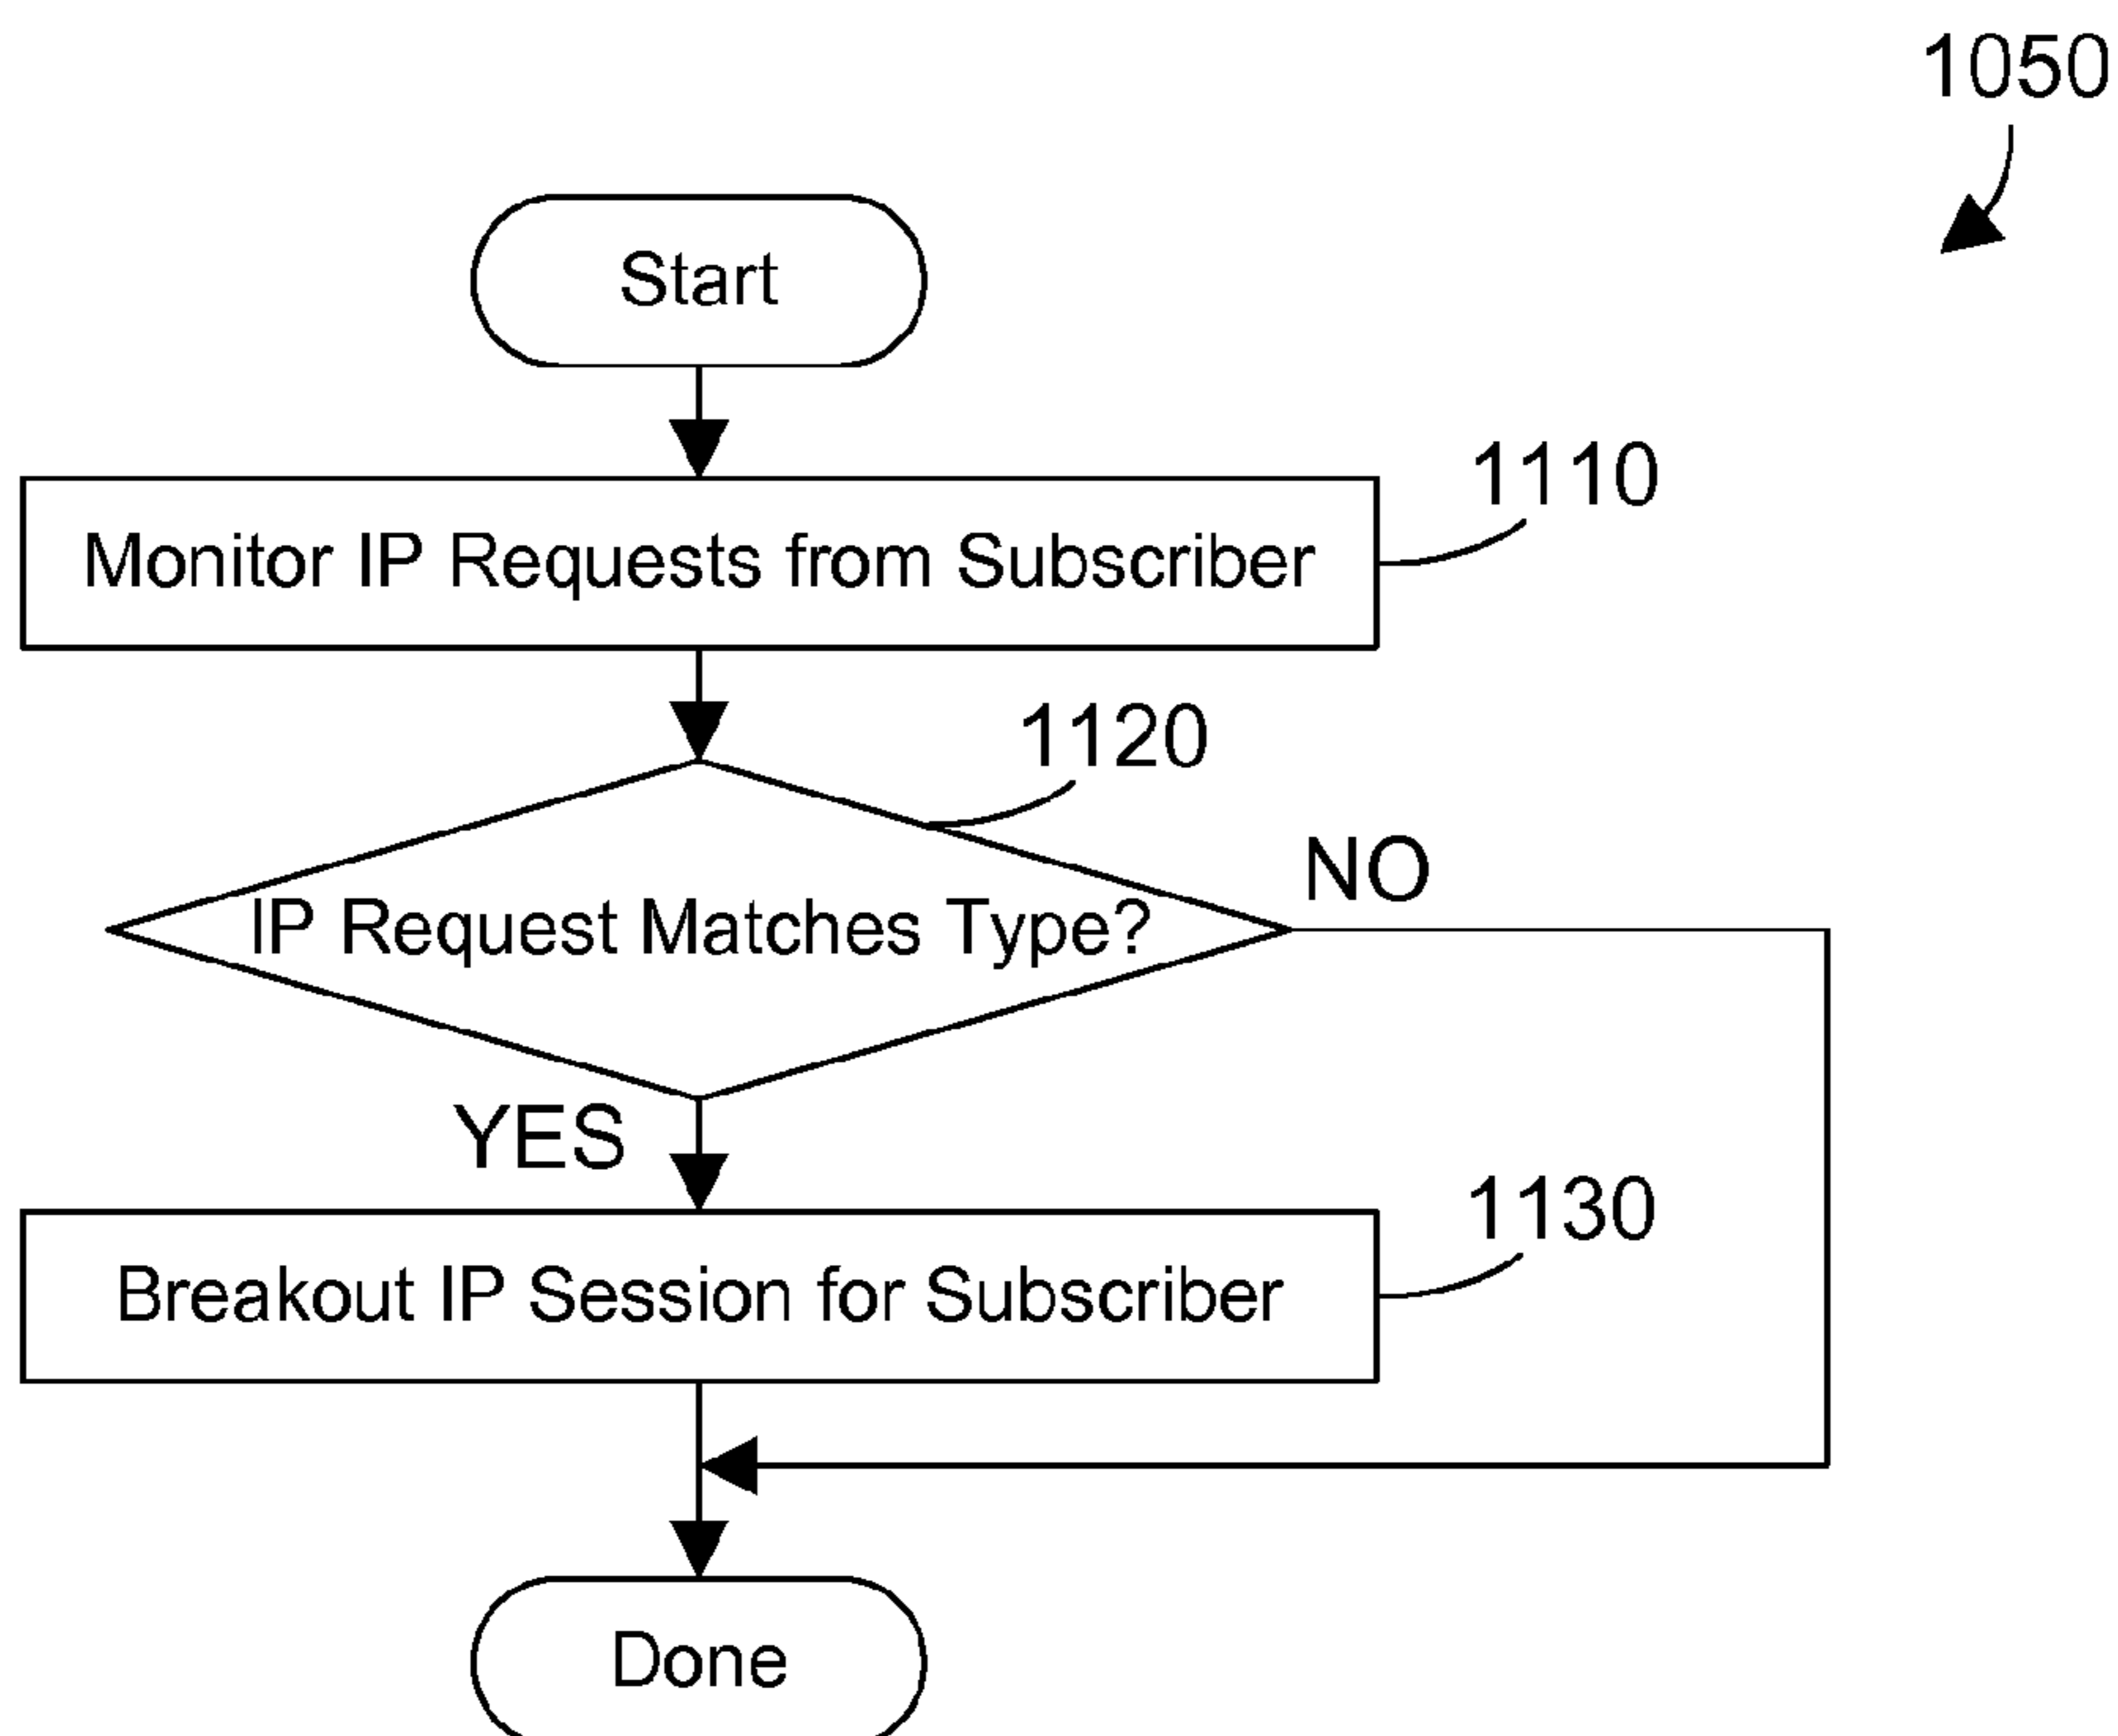 1050
Start
1110
Monitor IP Requests from Subscriber
1120
NO
IP Request Matches Type?
YES
1130
Breakout IP Session for Subscriber
Done